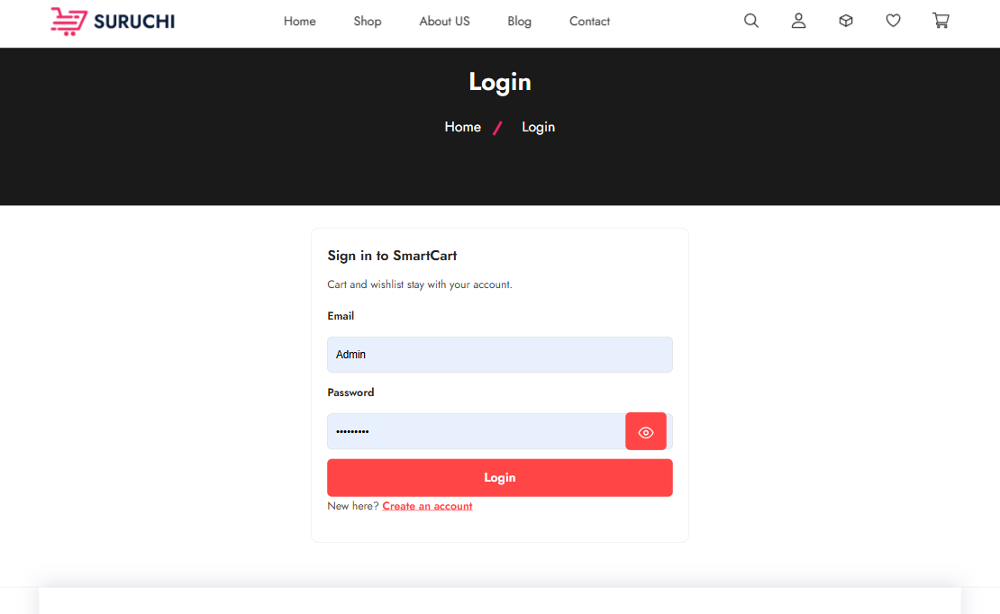 SURUCHI
Home Shop About US Blog Contact
Login
Home / Login
Sign in to SmartCart
Cart and wishlist stay with your account.
Email
Admin
Password
•••••••••
Login
New here? Create an account